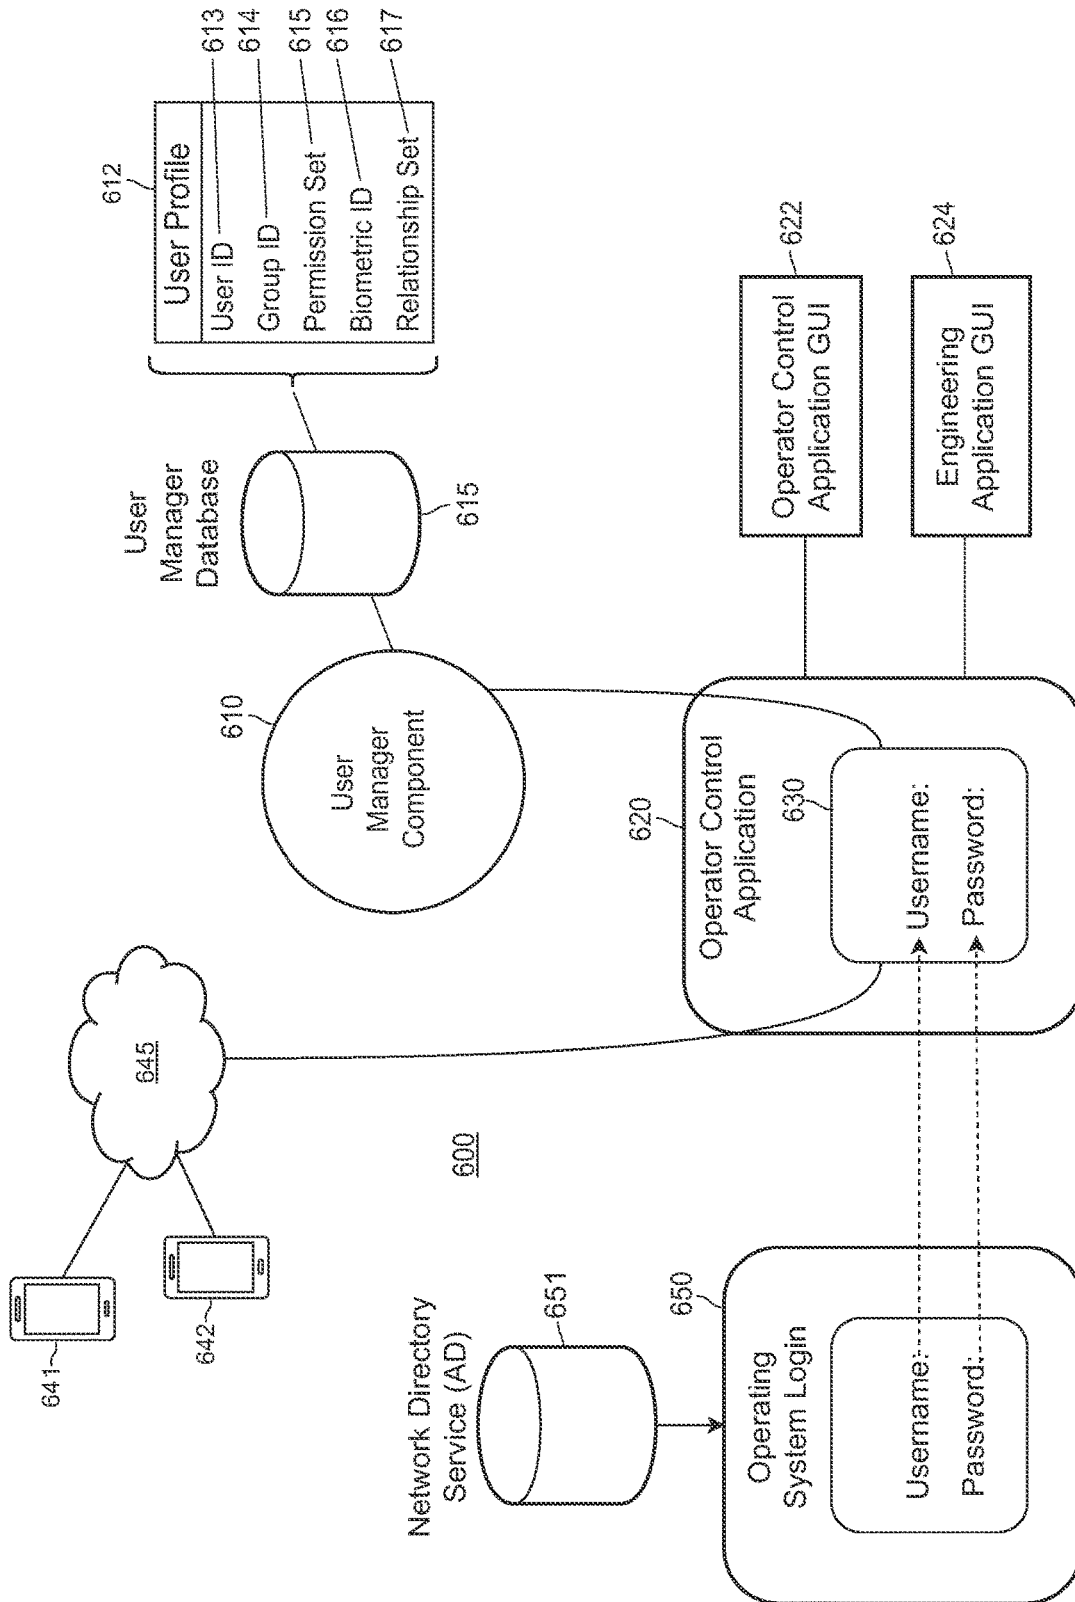 641
642
645
600
Network Directory
Service (AD)
651
650
Operating
System Login
Username:
Password:
610
User
Manager
Component
User
Manager
Database
615
612
User Profile
User ID
Group ID
Permission Set
Biometric ID
Relationship Set
613
614
615
616
617
620
Operator Control
Application
630
Username:
Password:
Operator Control
Application GUI
622
Engineering
Application GUI
624